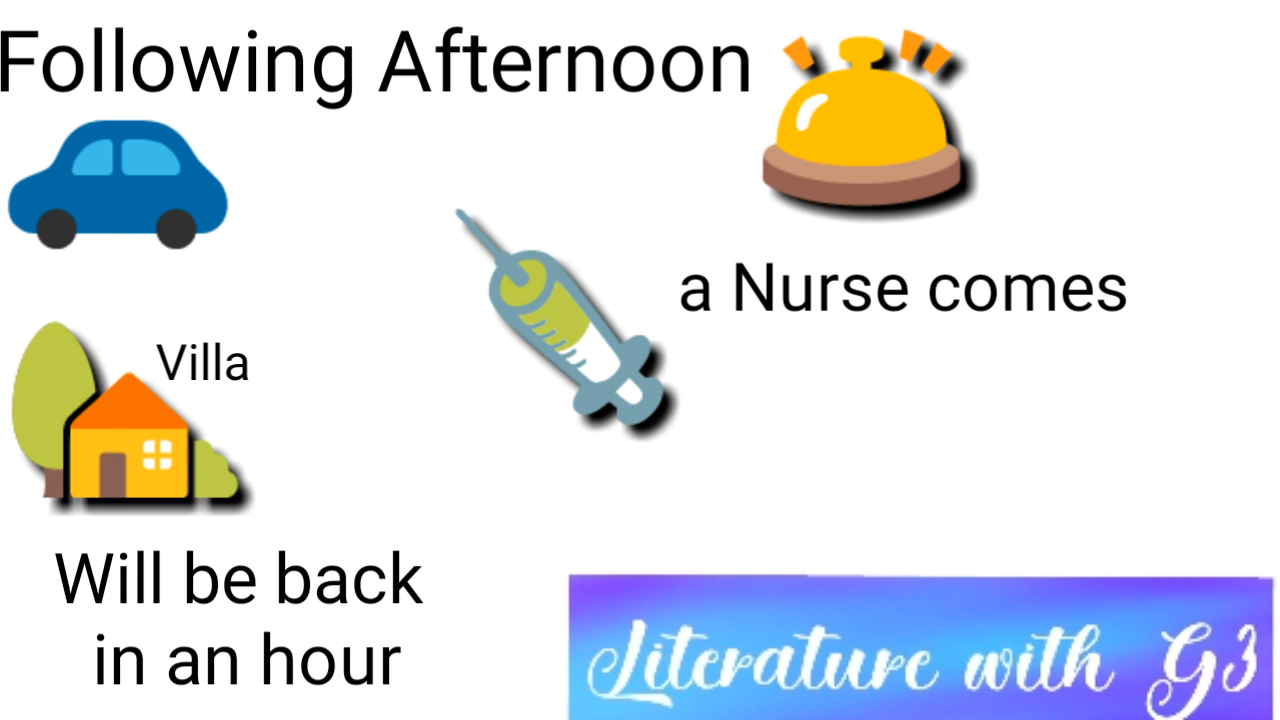 Following Afternoon
a Nurse comes
Villa
Will be back
in an hour
Literature with G3